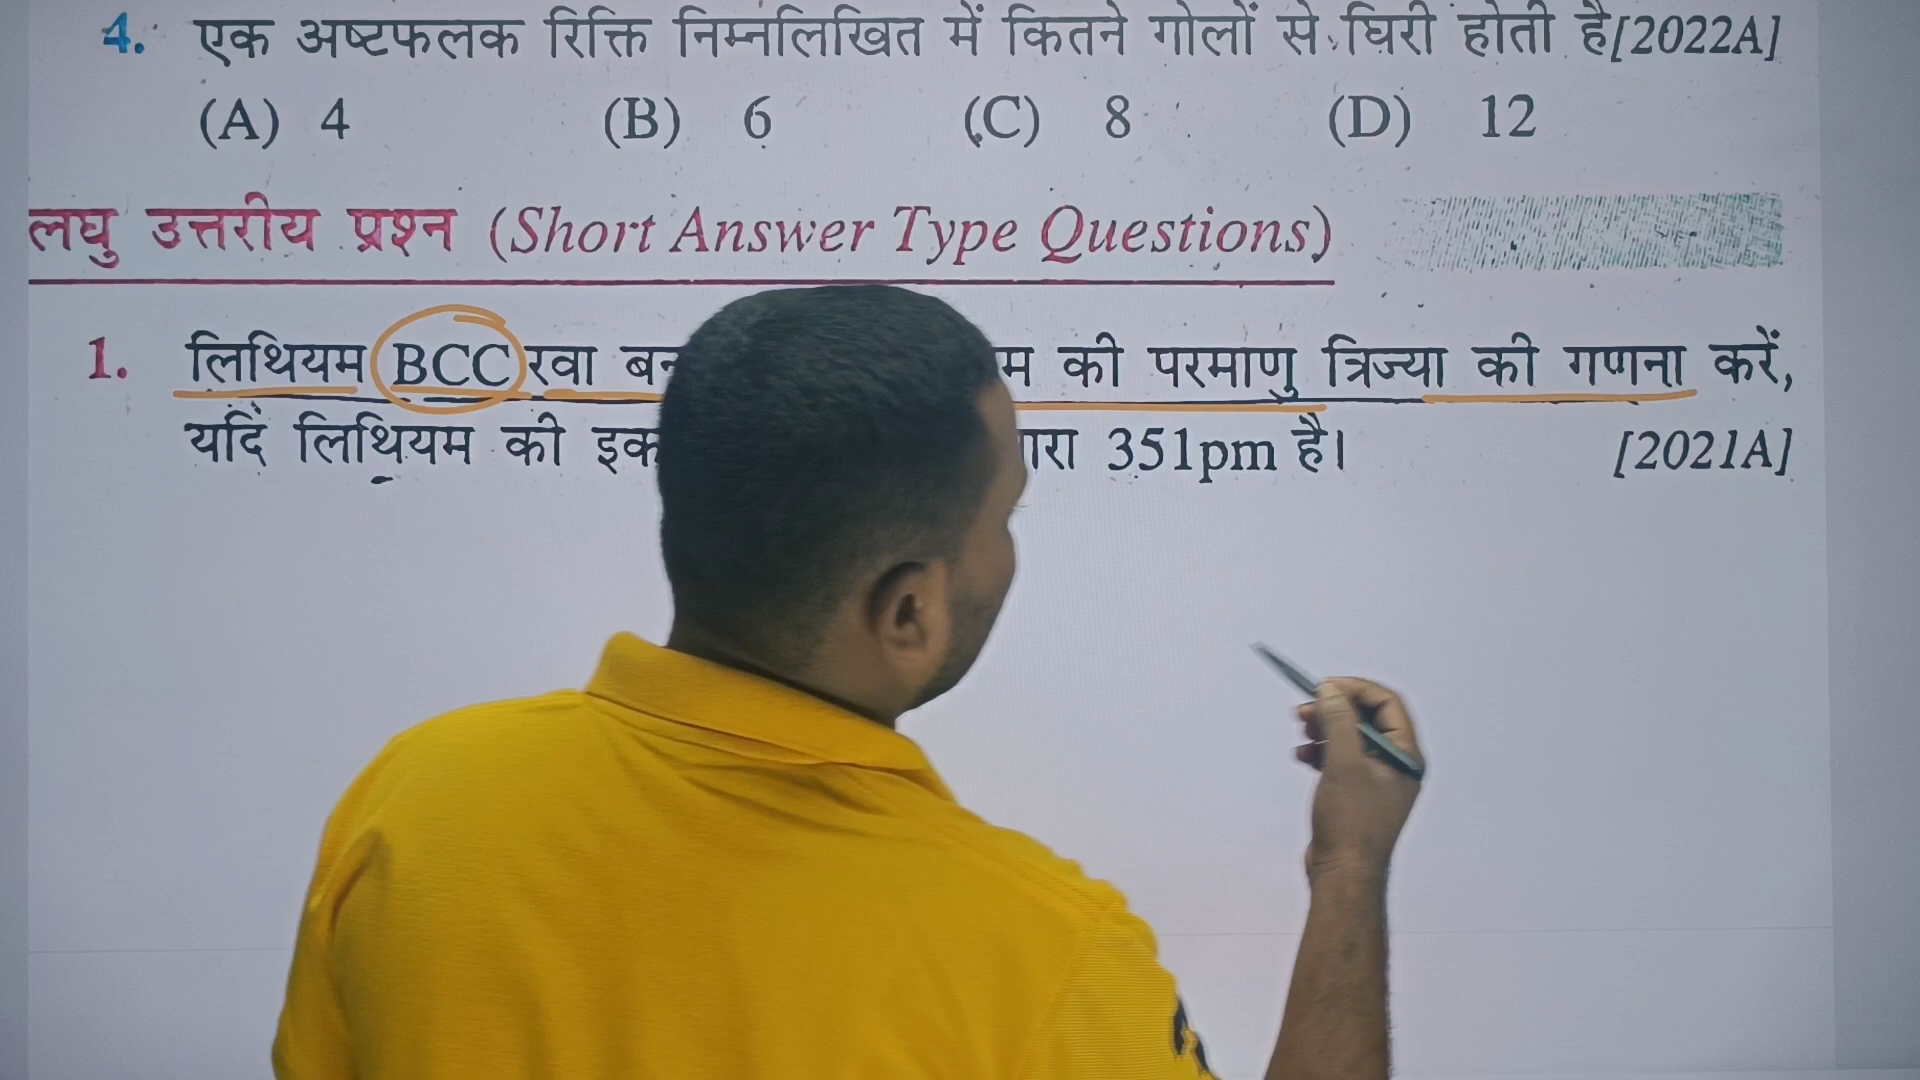 4. एक अष्टफलक रिक्ति निम्नलिखित में कितने गोलों से घिरी होती है[2022A]
(A) 4 (B) 6 (C) 8 (D) 12
लघु उत्तरीय प्रश्न (Short Answer Type Questions)
1. लिथियम BCC रवा की परमाणु त्रिज्या की गणना करें,
यदि लिथियम की 351pm है। [2021A]